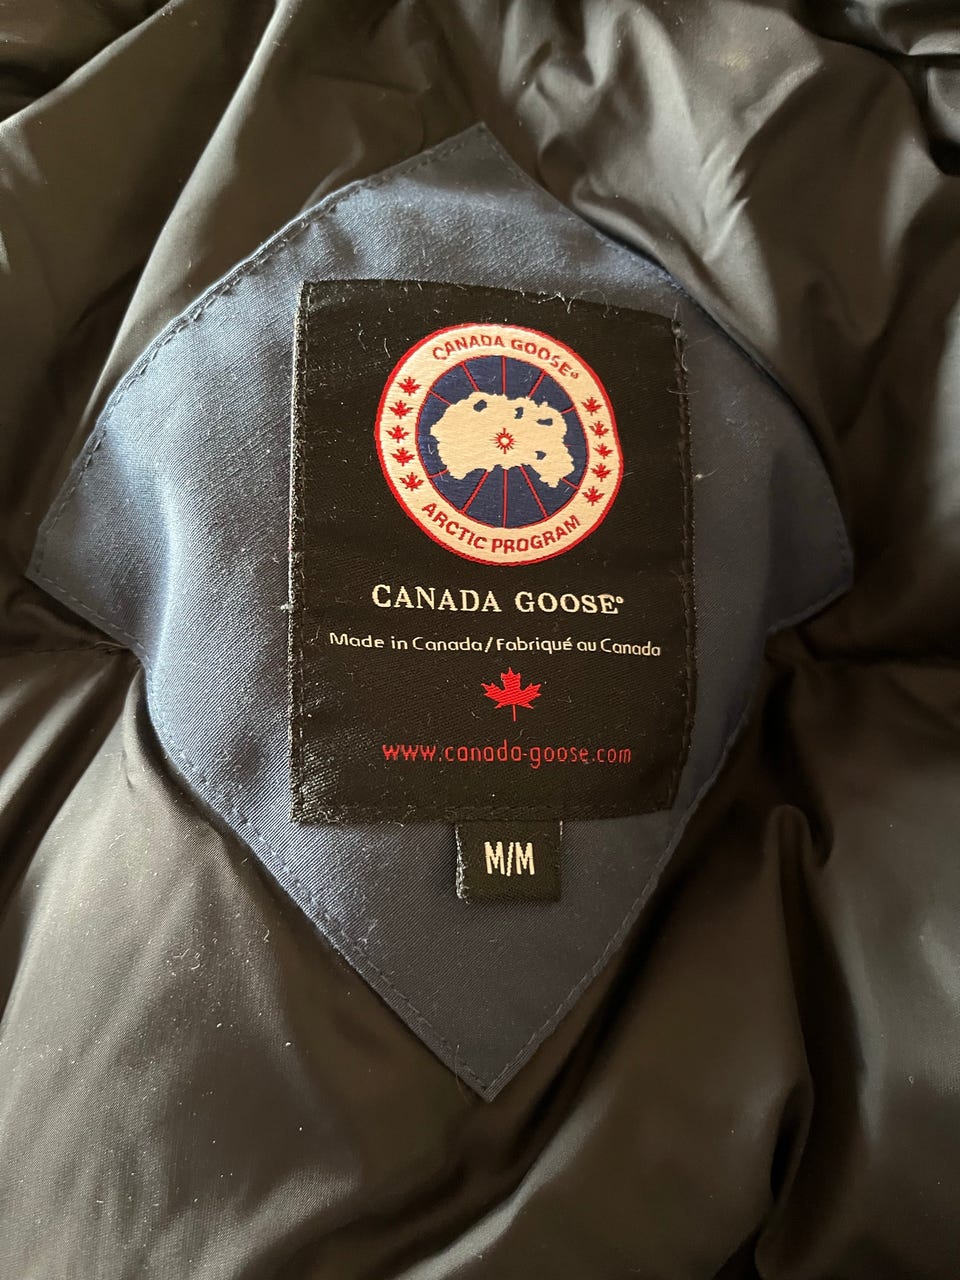 CANADA GOOSE®
ARCTIC PROGRAM
CANADA GOOSE®
Made in Canada/Fabriqué au Canada
www.canada-goose.com
M/M